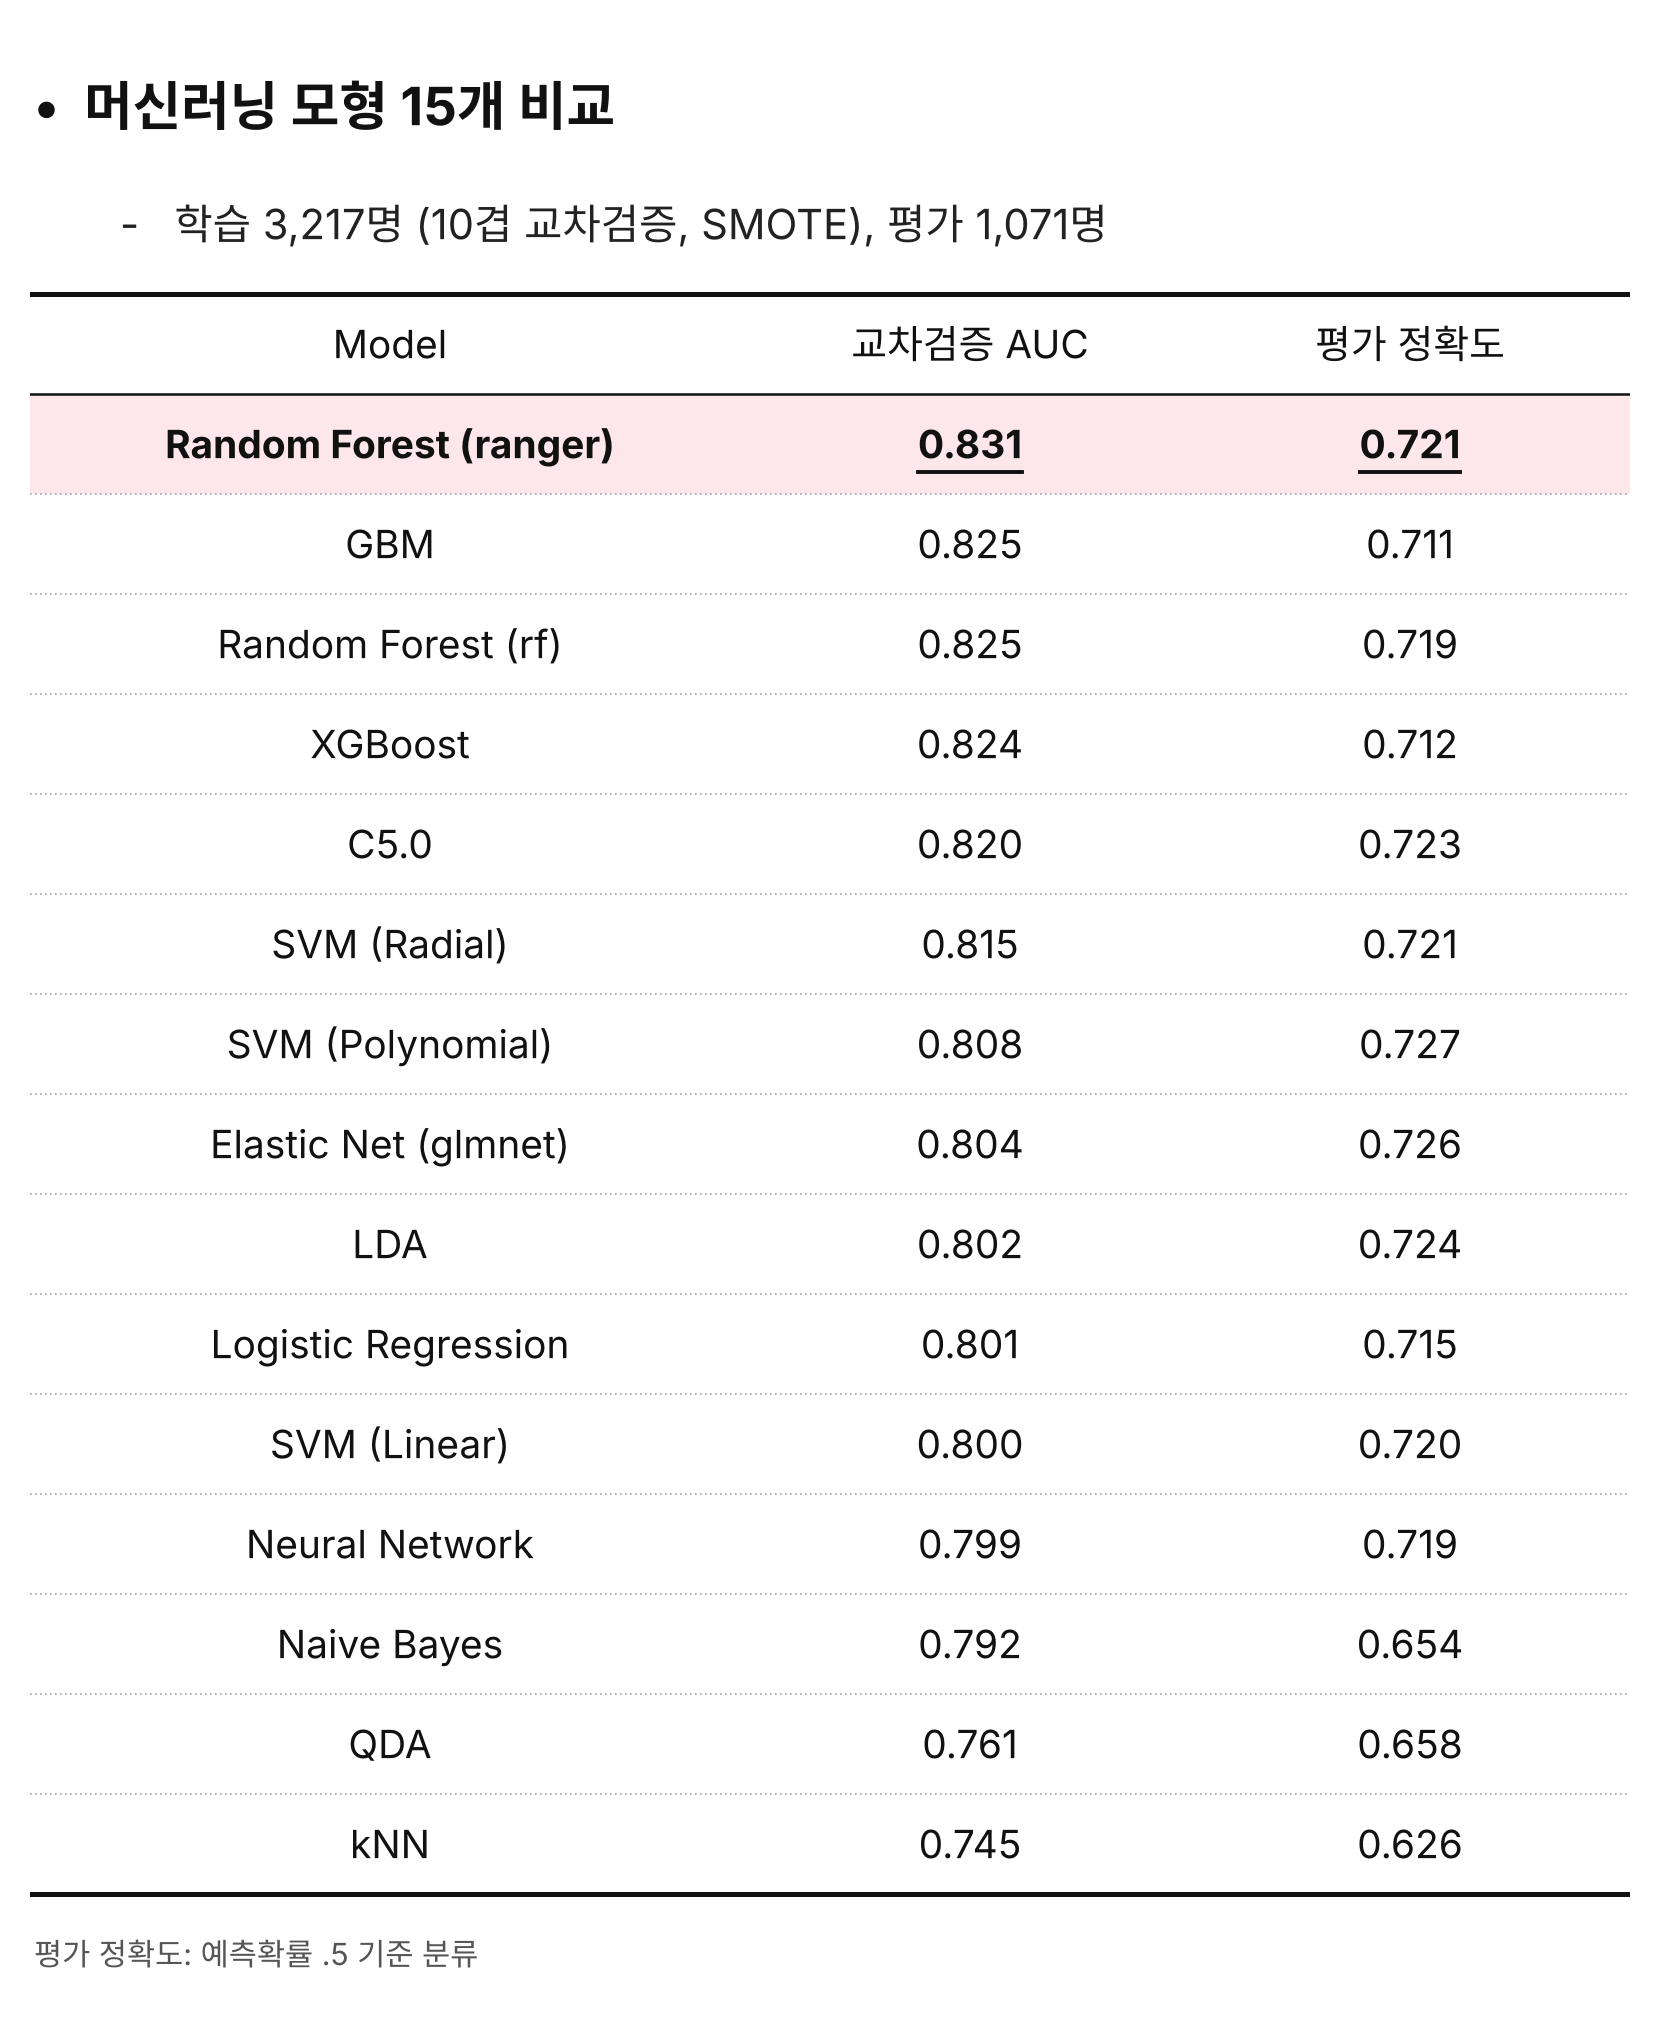 • 머신러닝 모형 15개 비교
- 학습 3,217명 (10겹 교차검증, SMOTE), 평가 1,071명
Model 교차검증 AUC 평가 정확도
Random Forest (ranger) 0.831 0.721
GBM 0.825 0.711
Random Forest (rf) 0.825 0.719
XGBoost 0.824 0.712
C5.0 0.820 0.723
SVM (Radial) 0.815 0.721
SVM (Polynomial) 0.808 0.727
Elastic Net (glmnet) 0.804 0.726
LDA 0.802 0.724
Logistic Regression 0.801 0.715
SVM (Linear) 0.800 0.720
Neural Network 0.799 0.719
Naive Bayes 0.792 0.654
QDA 0.761 0.658
kNN 0.745 0.626
평가 정확도: 예측확률 .5 기준 분류